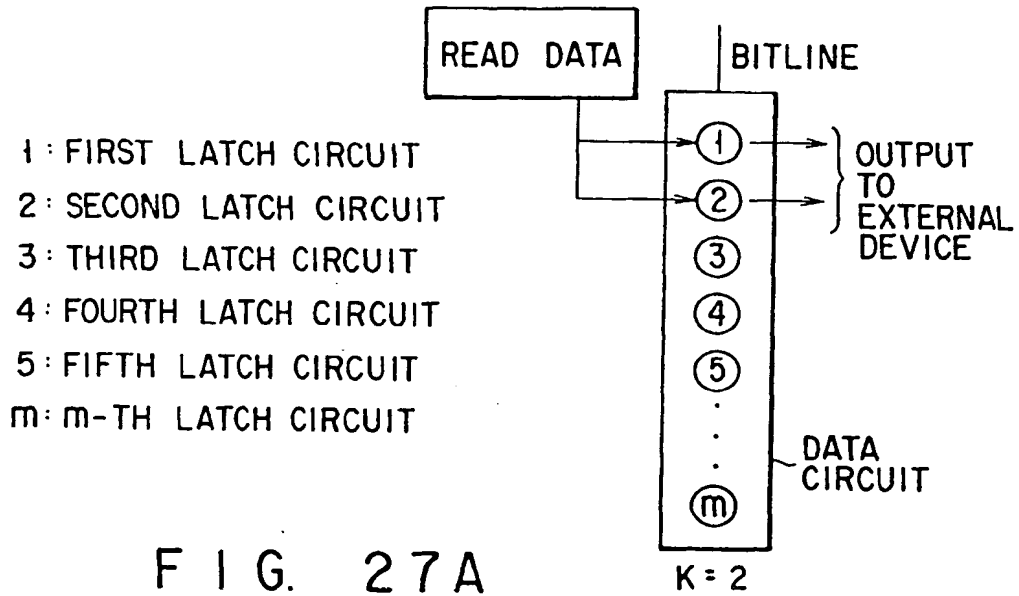 READ DATA
BITLINE
1 : FIRST LATCH CIRCUIT
2 : SECOND LATCH CIRCUIT
3 : THIRD LATCH CIRCUIT
4 : FOURTH LATCH CIRCUIT
5 : FIFTH LATCH CIRCUIT
m : m-TH LATCH CIRCUIT
1
2
3
4
5
m
OUTPUT
TO
EXTERNAL
DEVICE
DATA
CIRCUIT
K = 2
FIG. 27A